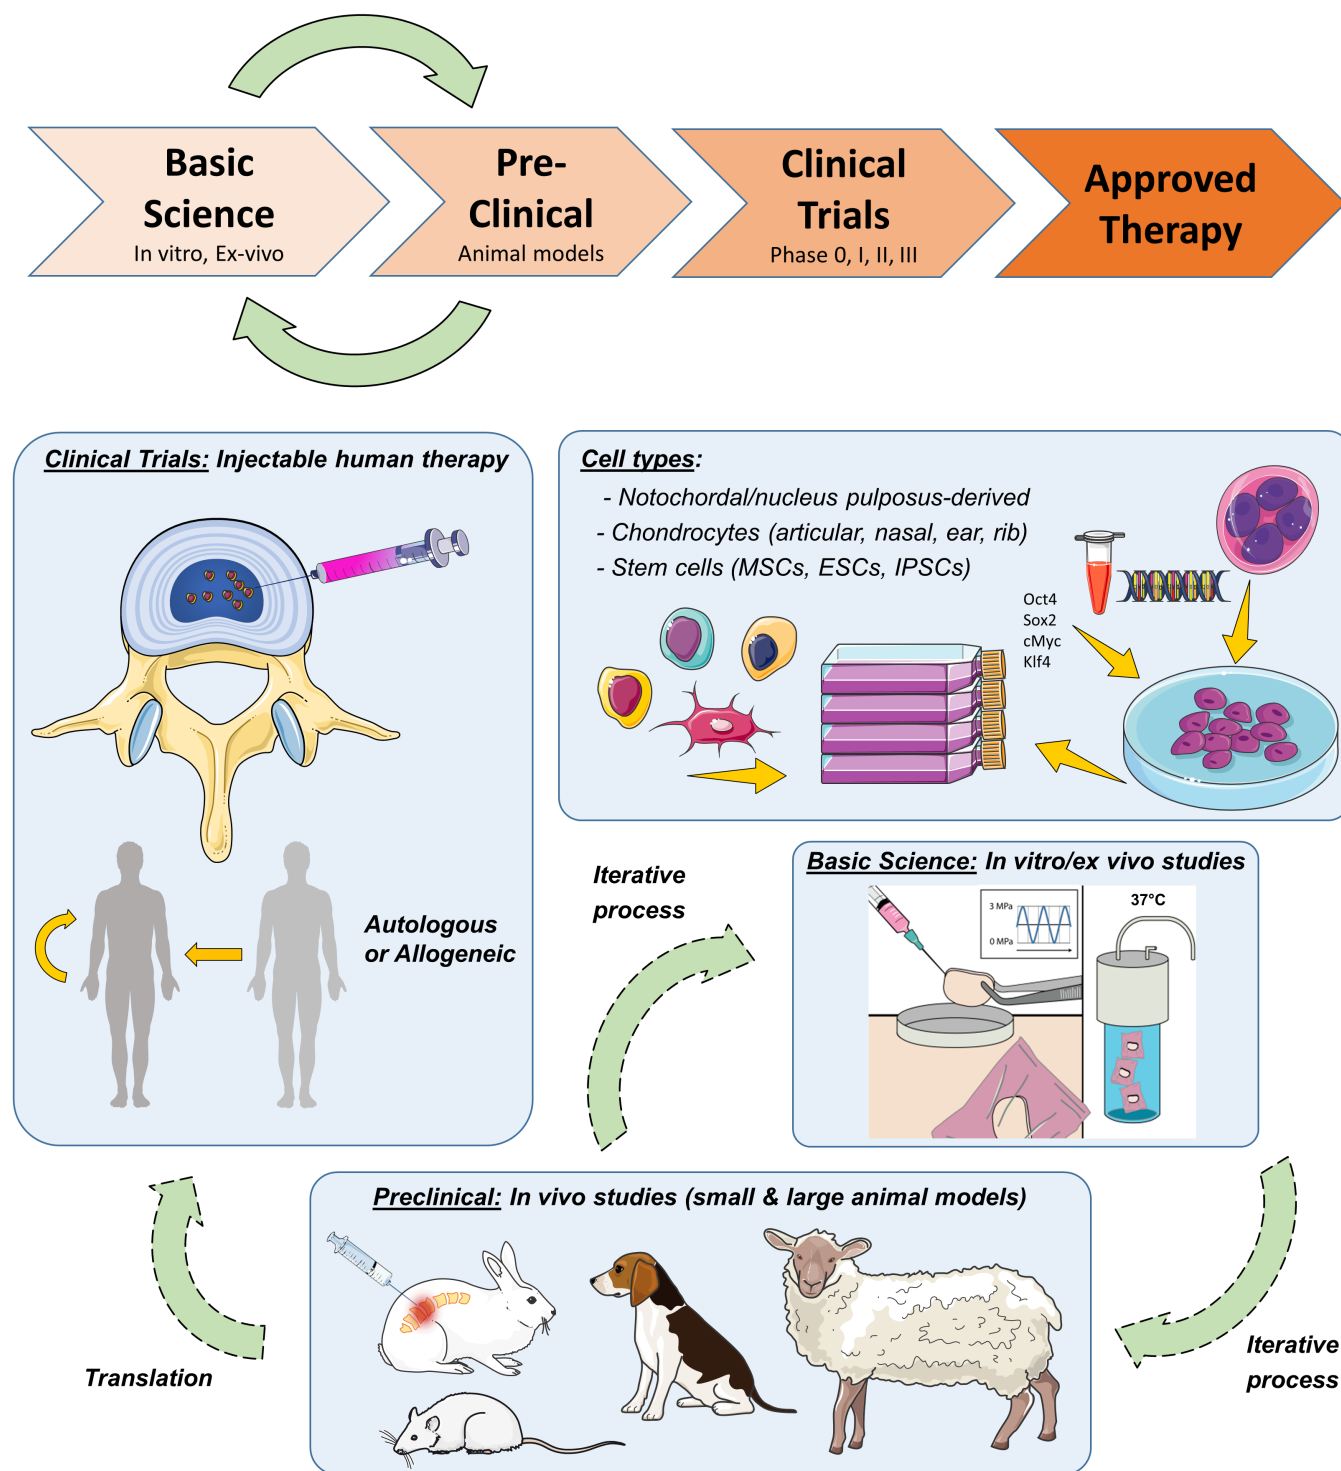 Basic
Science
In vitro, Ex-vivo
Pre-
Clinical
Animal models
Clinical
Trials
Phase 0, I, II, III
Approved
Therapy
Clinical Trials: Injectable human therapy
Autologous
or Allogeneic
Cell types:
- Notochordal/nucleus pulposus-derived
- Chondrocytes (articular, nasal, ear, rib)
- Stem cells (MSCs, ESCs, IPSCs)
Oct4
Sox2
cMyc
Klf4
Iterative
process
Basic Science: In vitro/ex vivo studies
3 MPa
0 MPa
37°C
Preclinical: In vivo studies (small & large animal models)
Translation
Iterative
process